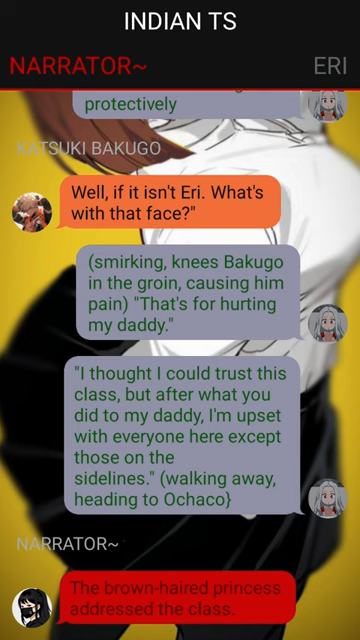 INDIAN TS
NARRATOR~ ERI
protectively
KATSUKI BAKUGO
Well, if it isn't Eri. What's
with that face?"
(smirking, knees Bakugo
in the groin, causing him
pain) "That's for hurting
my daddy."
"I thought I could trust this
class, but after what you
did to my daddy, I'm upset
with everyone here except
those on the
sidelines." (walking away,
heading to Ochaco}
NARRATOR~
The brown-haired princess
addressed the class.